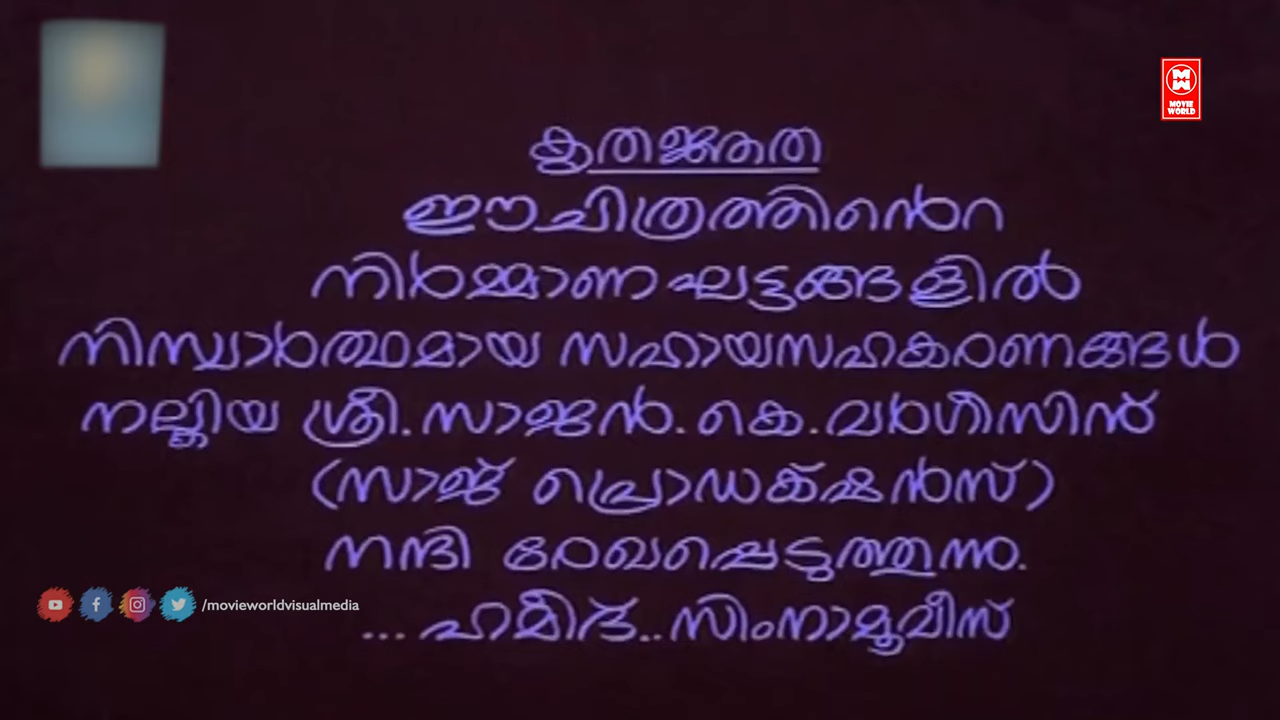 MOVIE
WORLD
കൃതജ്ഞത
ഈ ചിത്രത്തിൻെറ
നിർമ്മാണ ഘട്ടങ്ങളിൽ
നിസ്വാർത്ഥമായ സഹായസഹകരണങ്ങൾ
നല്കിയ ശ്രീ. സാജൻ. കെ. വർഗീസിന്
(സാജ് പ്രൊഡക്ഷൻസ്)
നന്ദി രേഖപ്പെടുത്തുന്നു.
... ഹമീദ്.. സിംനാമൂവീസ്
/movieworldvisualmedia